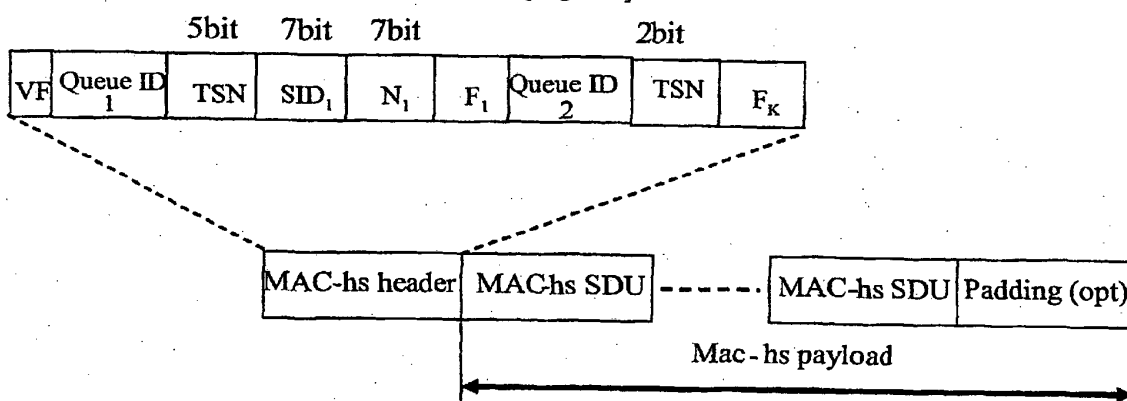 5bit 7bit 7bit 2bit
VF Queue ID 1 TSN SID₁ N₁ F₁ Queue ID 2 TSN Fₖ
MAC-hs header MAC-hs SDU MAC-hs SDU Padding (opt)
Mac-hs payload